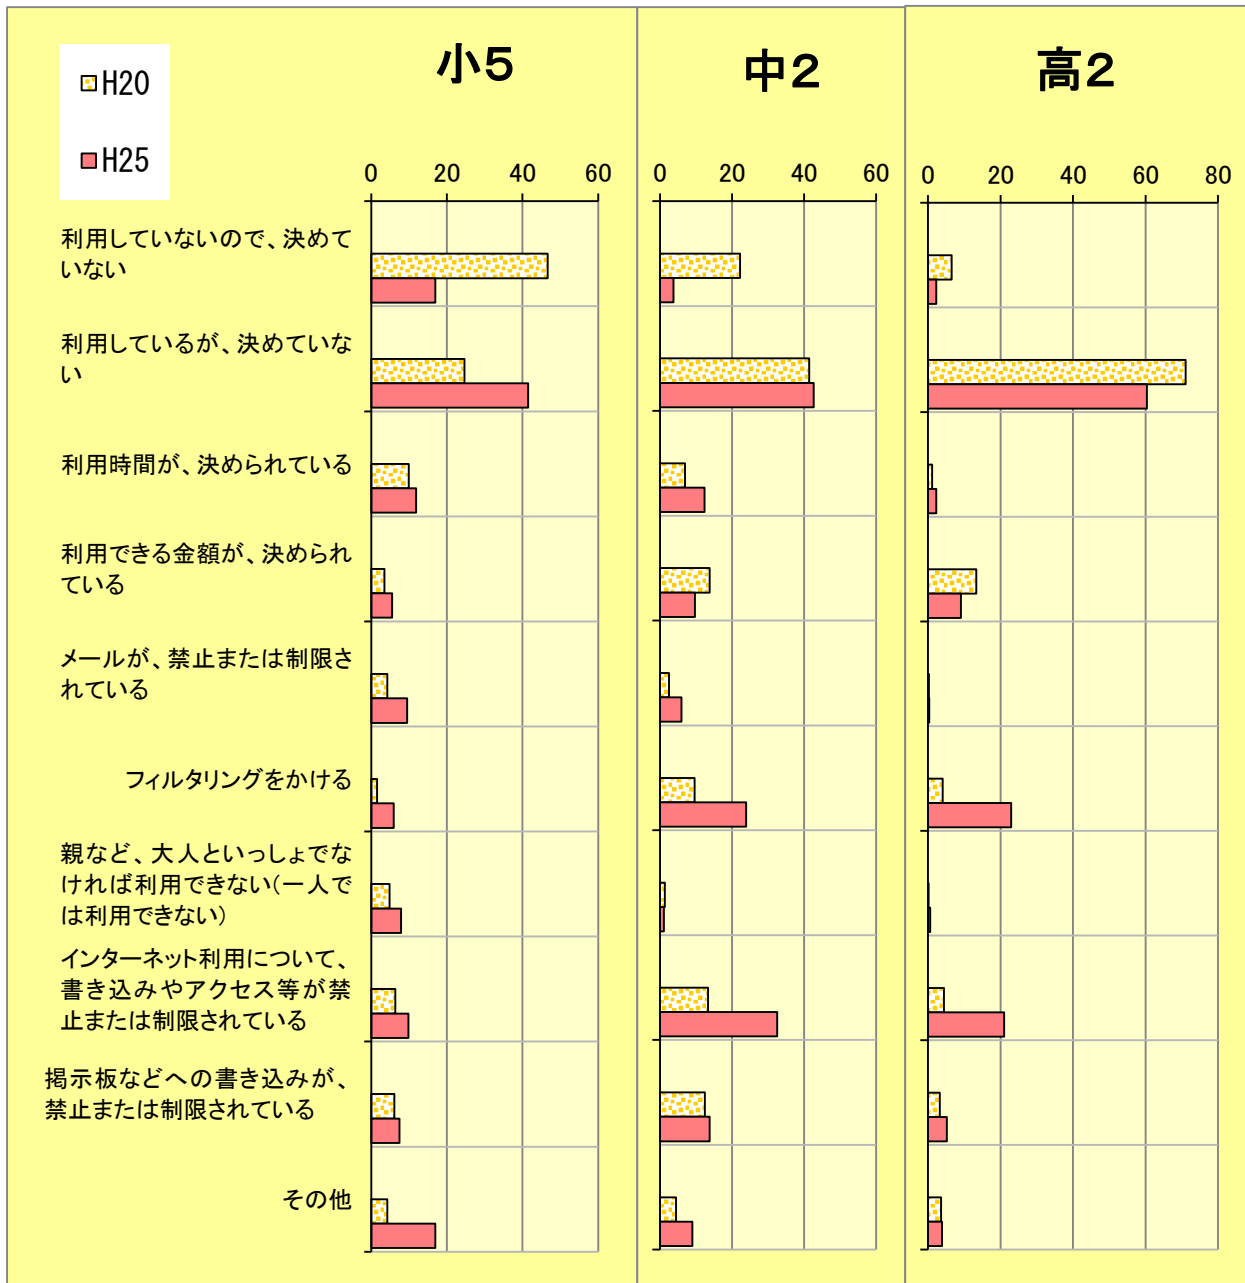 小5
中2
高2
H20
H25
0 20 40 60
0 20 40 60
0 20 40 60 80
利用していないので、決めて
いない
利用しているが、決めていな
い
利用時間が、決められている
利用できる金額が、決められ
ている
メールが、禁止または制限さ
れている
フィルタリングをかける
親など、大人といっしょでな
ければ利用できない(一人で
は利用できない)
インターネット利用について、
書き込みやアクセス等が禁
止または制限されている
掲示板などへの書き込みが、
禁止または制限されている
その他